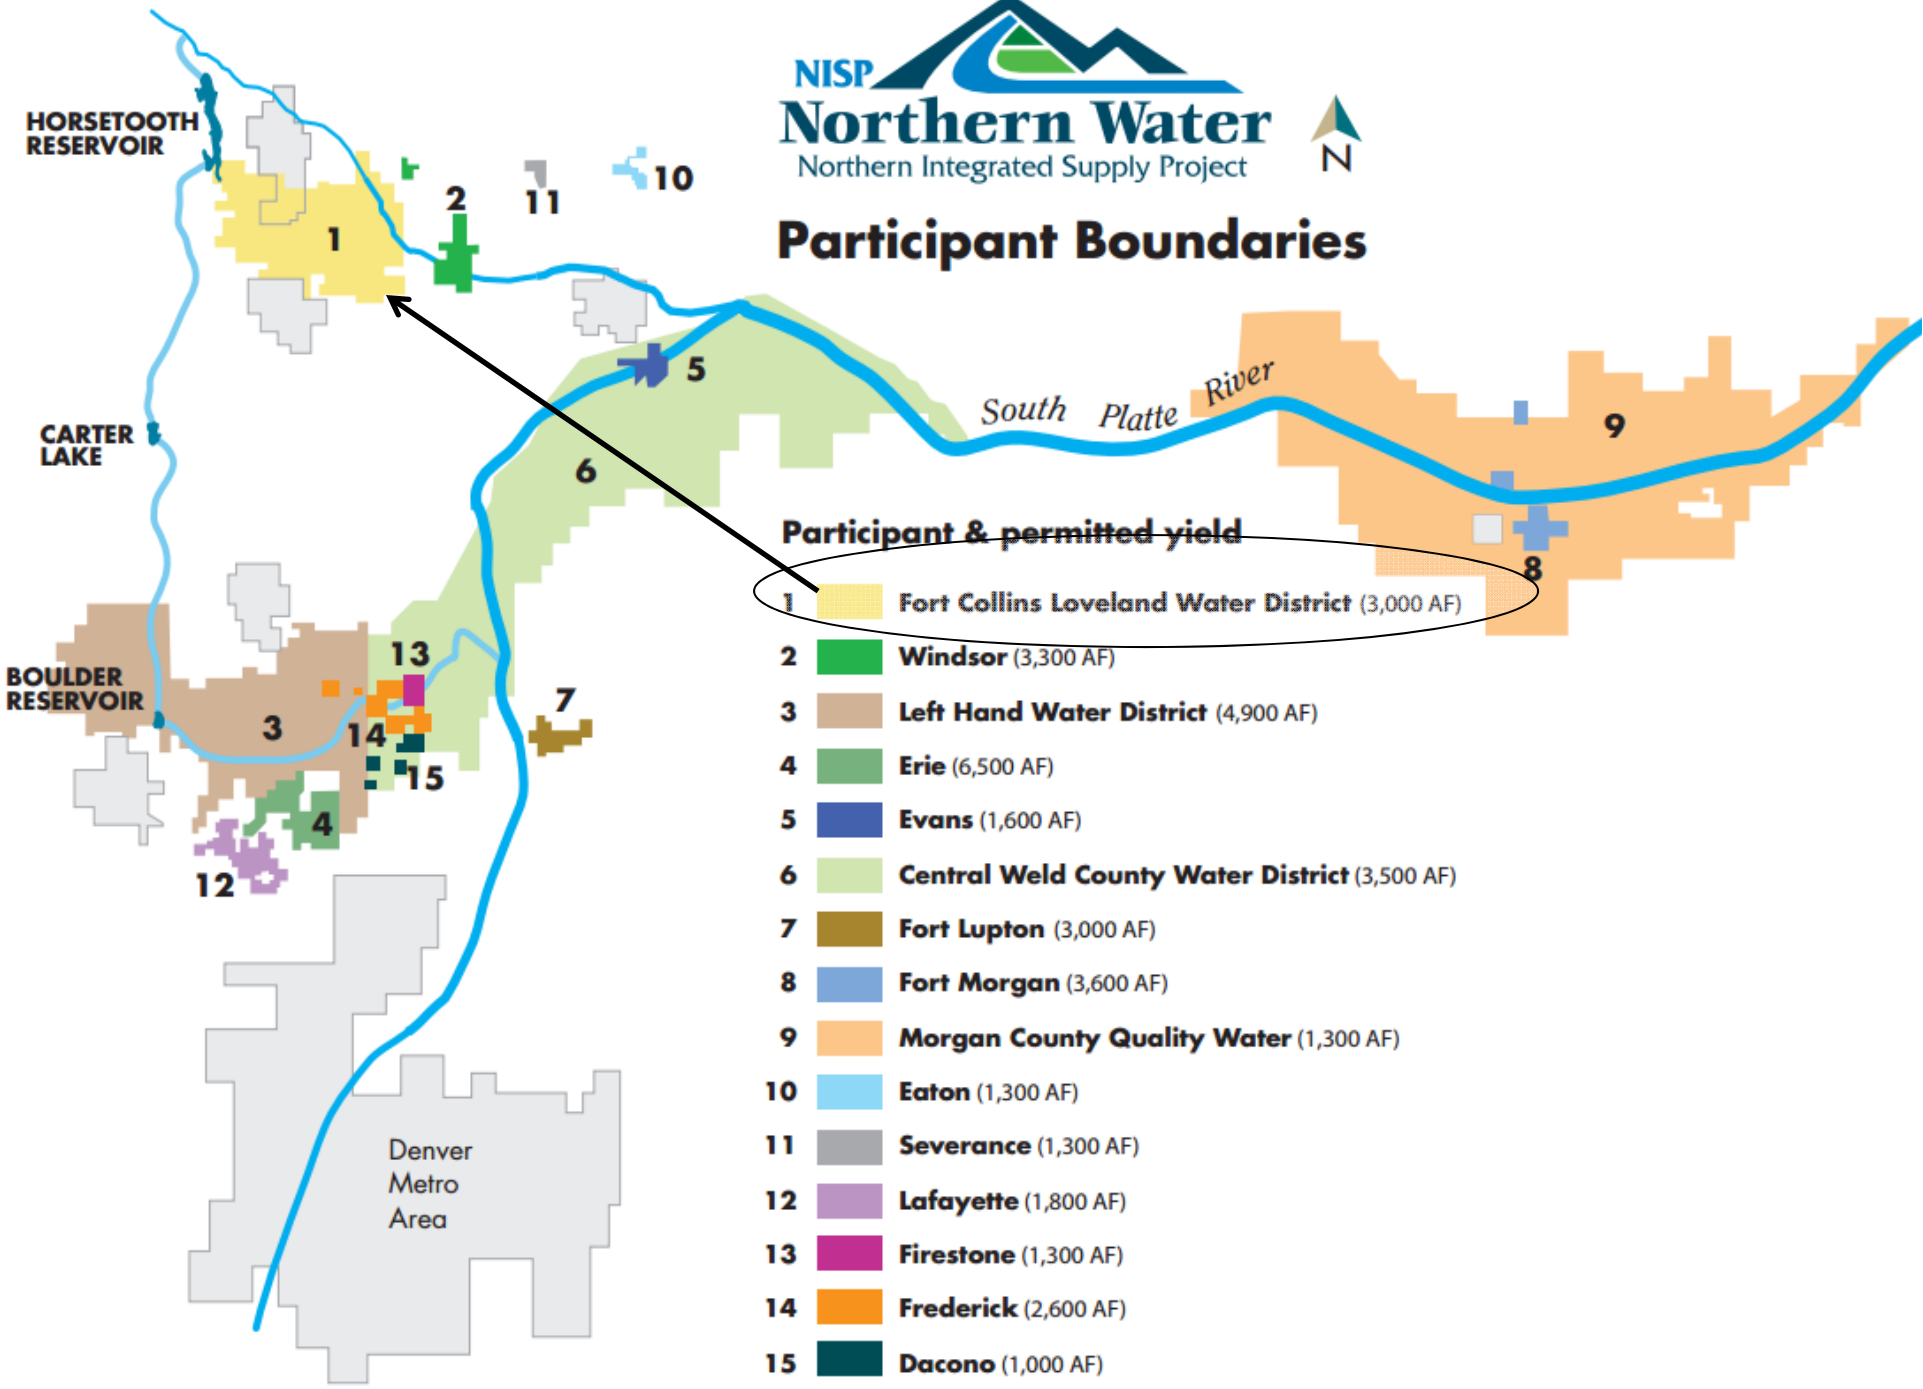 NISP
Northern Water
Northern Integrated Supply Project
N
Participant Boundaries
HORSETOOTH
RESERVOIR
1
2
11
10
5
6
South Platte River
9
8
CARTER
LAKE
BOULDER
RESERVOIR
13
3
14
7
15
4
12
Denver
Metro
Area
Participant & permitted yield
1 Fort Collins Loveland Water District (3,000 AF)
2 Windsor (3,300 AF)
3 Left Hand Water District (4,900 AF)
4 Erie (6,500 AF)
5 Evans (1,600 AF)
6 Central Weld County Water District (3,500 AF)
7 Fort Lupton (3,000 AF)
8 Fort Morgan (3,600 AF)
9 Morgan County Quality Water (1,300 AF)
10 Eaton (1,300 AF)
11 Severance (1,300 AF)
12 Lafayette (1,800 AF)
13 Firestone (1,300 AF)
14 Frederick (2,600 AF)
15 Dacono (1,000 AF)